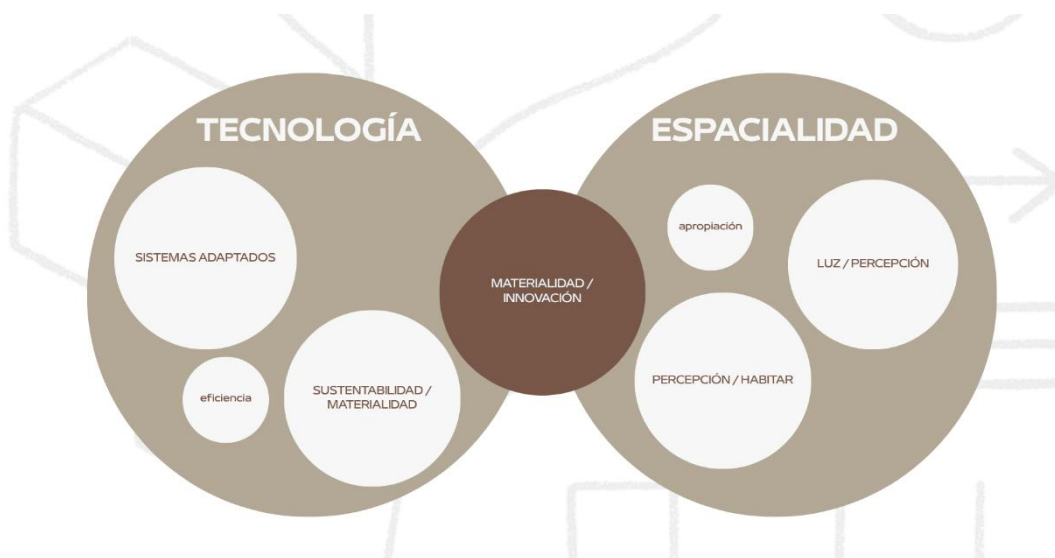 TECNOLOGÍA
SISTEMAS ADAPTADOS
eficiencia
SUSTENTABILIDAD /
MATERIALIDAD
MATERIALIDAD /
INNOVACIÓN
ESPACIALIDAD
apropiación
LUZ / PERCEPCIÓN
PERCEPCIÓN / HABITAR